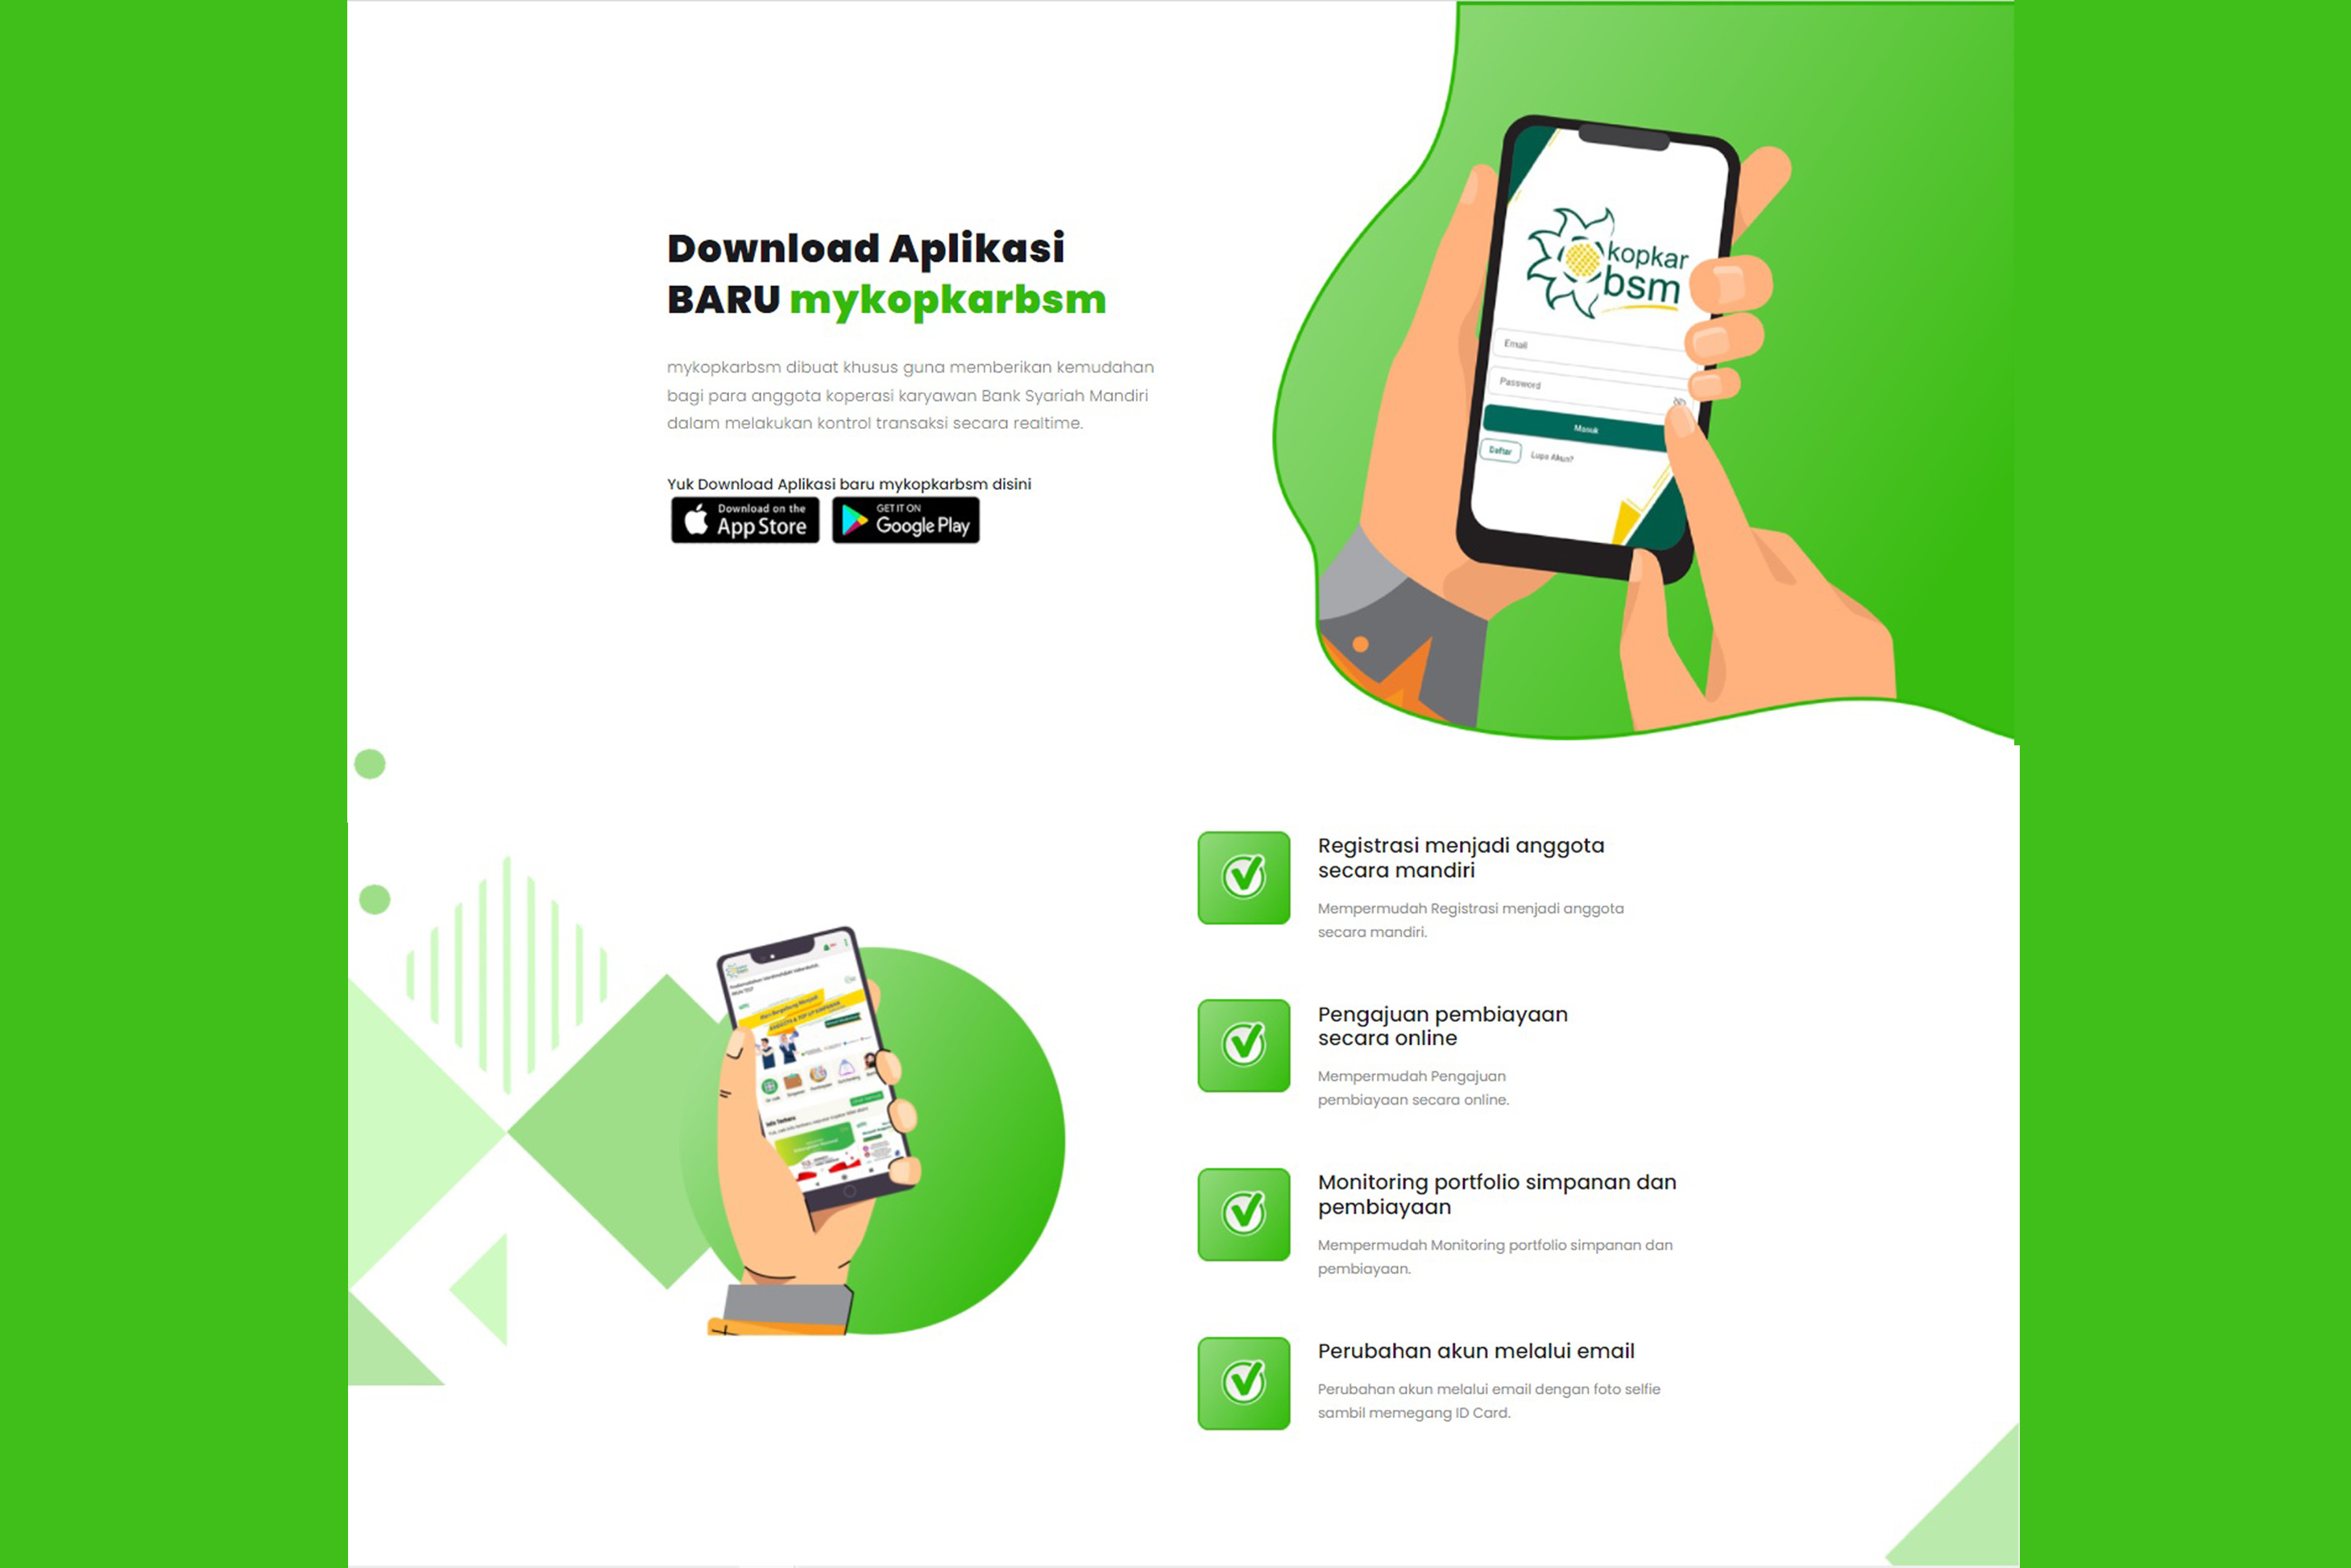 Download Aplikasi
BARU mykopkarbsm
mykopkarbsm dibuat khusus guna memberikan kemudahan
bagi para anggota koperasi karyawan Bank Syariah Mandiri
dalam melakukan kontrol transaksi secara realtime.
Yuk Download Aplikasi baru mykopkarbsm disini
Download on the
App Store
GET IT ON
Google Play
kopkar
bsm
Email
Password
Masuk
Daftar
Lupa Akun?
Info Terbaru
Registrasi menjadi anggota
secara mandiri
Mempermudah Registrasi menjadi anggota
secara mandiri.
Pengajuan pembiayaan
secara online
Mempermudah Pengajuan
pembiayaan secara online.
Monitoring portfolio simpanan dan
pembiayaan
Mempermudah Monitoring portfolio simpanan dan
pembiayaan.
Perubahan akun melalui email
Perubahan akun melalui email dengan foto selfie
sambil memegang ID Card.